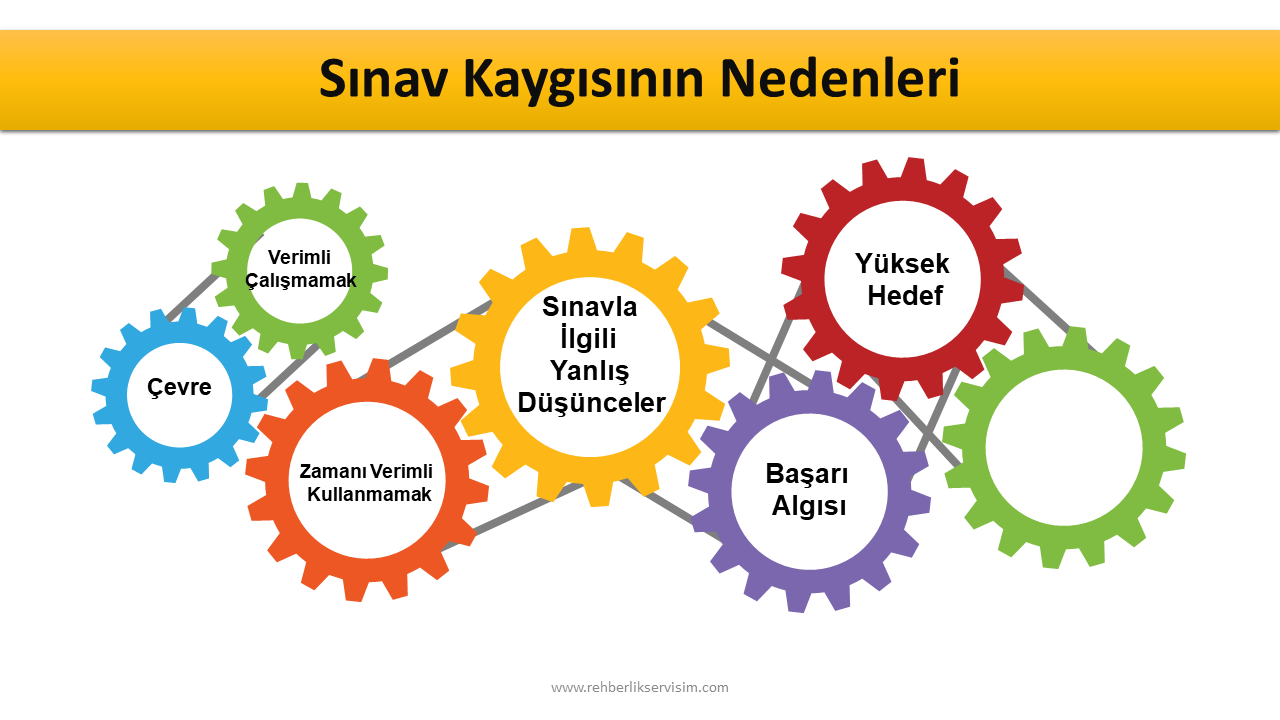 Sınav Kaygısının Nedenleri
Verimli
Çalışmamak
Çevre
Zamanı Verimli
Kullanmamak
Sınavla
İlgili
Yanlış
Düşünceler
Yüksek
Hedef
Başarı
Algısı
www.rehberlikservisim.com